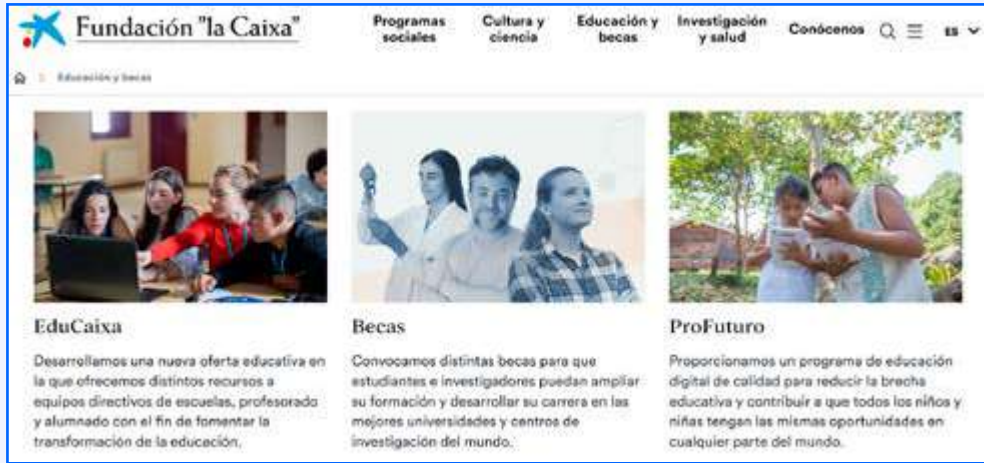 Fundación "la Caixa"
Programas sociales
Cultura y ciencia
Educación y becas
Investigación y salud
Conócenos
ES
Educación y becas
EduCaixa
Desarrollamos una nueva oferta educativa en
la que ofrecemos distintos recursos a
equipos directivos de escuelas, profesorado
y alumnado con el fin de fomentar la
transformación de la educación.
Becas
Convocamos distintas becas para que
estudiantes e investigadores puedan ampliar
su formación y desarrollar su carrera en las
mejores universidades y centros de
investigación del mundo.
ProFuturo
Proporcionamos un programa de educación
digital de calidad para reducir la brecha
educativa y contribuir a que todos los niños y
niñas tengan las mismas oportunidades en
cualquier parte del mundo.